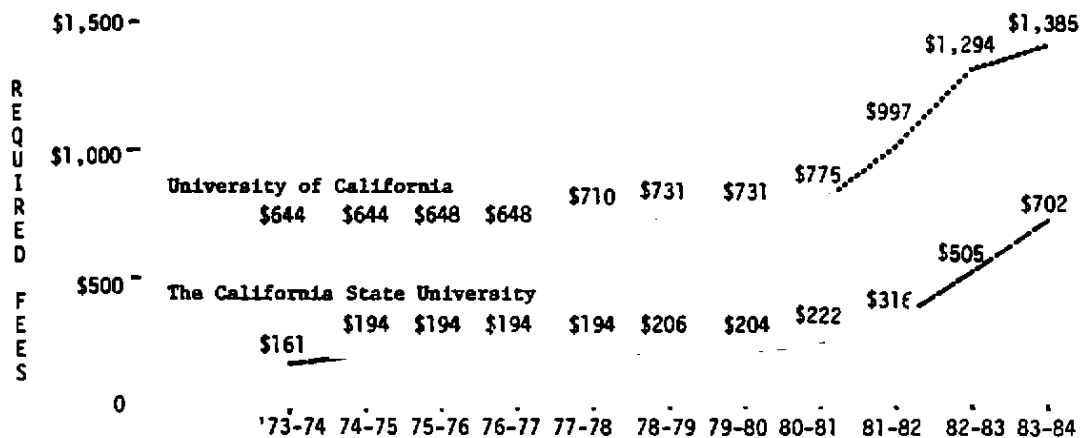 $1,500
$1,385
$1,294
$997
$1,000
University of California
$775
$644 $644 $648 $648 $710 $731 $731
$702
$505
$500
The California State University
$316
$161 $194 $194 $194 $194 $206 $204 $222
0
'73-74 74-75 75-76 76-77 77-78 78-79 79-80 80-81 81-82 82-83 83-84
REQUIRED FEES